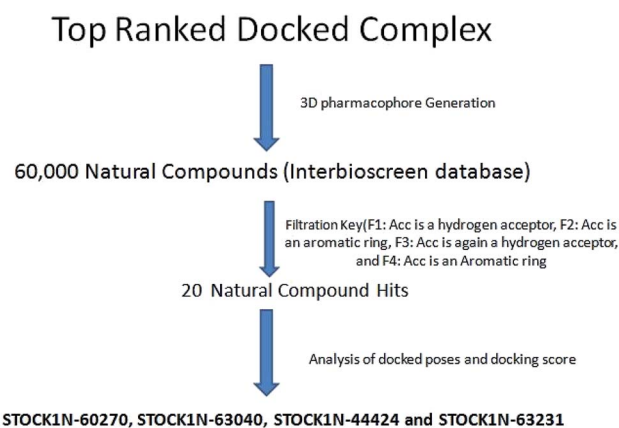 Top Ranked Docked Complex
3D pharmacophore Generation
60,000 Natural Compounds (Interbioscreen database)
Filtration Key(F1: Acc is a hydrogen acceptor, F2: Acc is
an aromatic ring, F3: Acc is again a hydrogen acceptor,
and F4: Acc is an Aromatic ring
20 Natural Compound Hits
Analysis of docked poses and docking score
STOCK1N-60270, STOCK1N-63040, STOCK1N-44424 and STOCK1N-63231